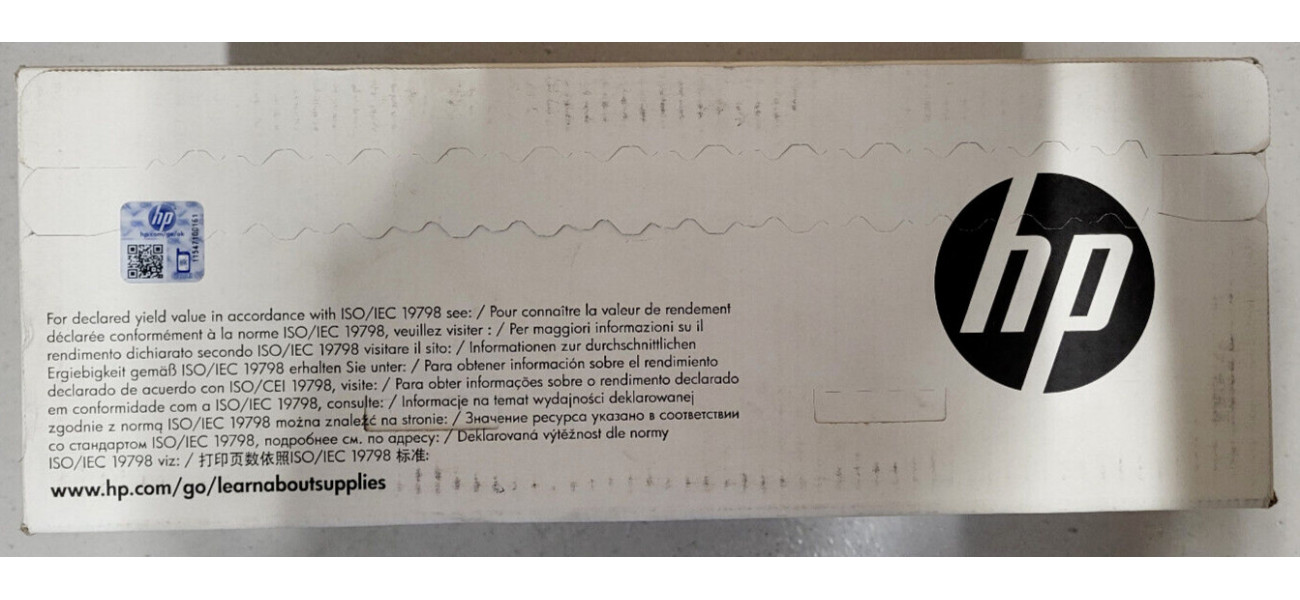 hp
hp
For declared yield value in accordance with ISO/IEC 19798 see: / Pour connaître la valeur de rendement
déclarée conformément à la norme ISO/IEC 19798, veuillez visiter : / Per maggiori informazioni su il
rendimento dichiarato secondo ISO/IEC 19798 visitare il sito: / Informationen zur durchschnittlichen
Ergiebigkeit gemäß ISO/IEC 19798 erhalten Sie unter: / Para obtener información sobre el rendimiento
declarado de acuerdo con ISO/CEI 19798, visite: / Para obter informações sobre o rendimento declarado
em conformidade com a ISO/IEC 19798, consulte: / Informacje na temat wydajności deklarowanej
zgodnie z normą ISO/IEC 19798 można znaleźć na stronie: / Значение ресурса указано в соответствии
со стандартом ISO/IEC 19798, подробнее см. по адресу: / Deklarovaná výtěžnost dle normy
ISO/IEC 19798 viz: / 打印页数依照ISO/IEC 19798 标准:
www.hp.com/go/learnaboutsupplies